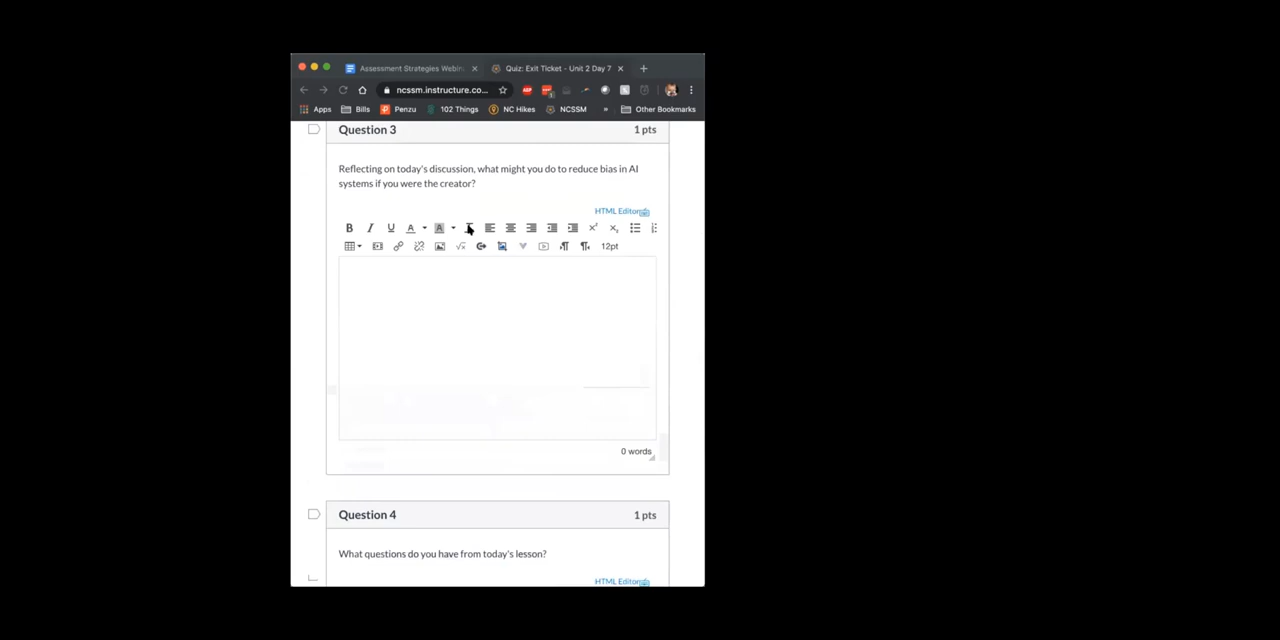 Assessment Strategies Webin
Quiz: Exit Ticket - Unit 2 Day 7
ncssm.instructure.co...
ABP
Apps
Bills
Penzu
102 Things
NC Hikes
NCSSM
»
Other Bookmarks
Question 3
1 pts
Reflecting on today's discussion, what might you do to reduce bias in AI
systems if you were the creator?
HTML Editor
B I U A A
12pt
0 words
Question 4
1 pts
What questions do you have from today's lesson?
HTML Editor